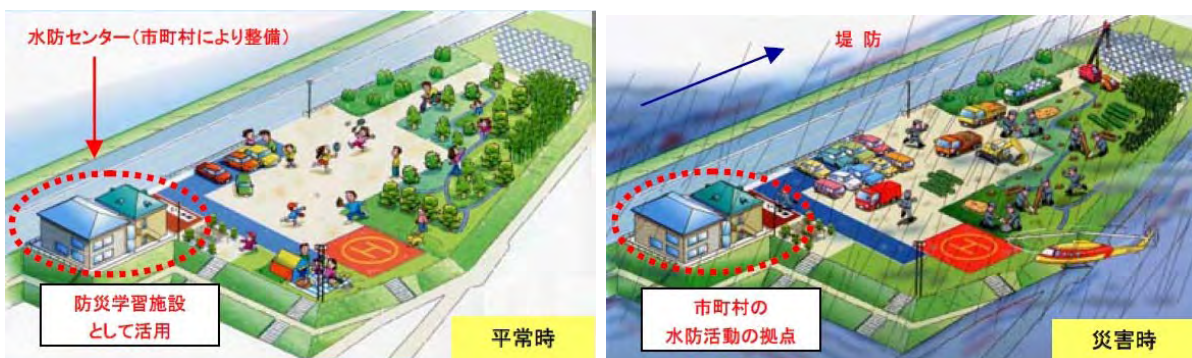 水防センター(市町村により整備)
防災学習施設
として活用
平常時
H
堤 防
市町村の
水防活動の拠点
災害時
H